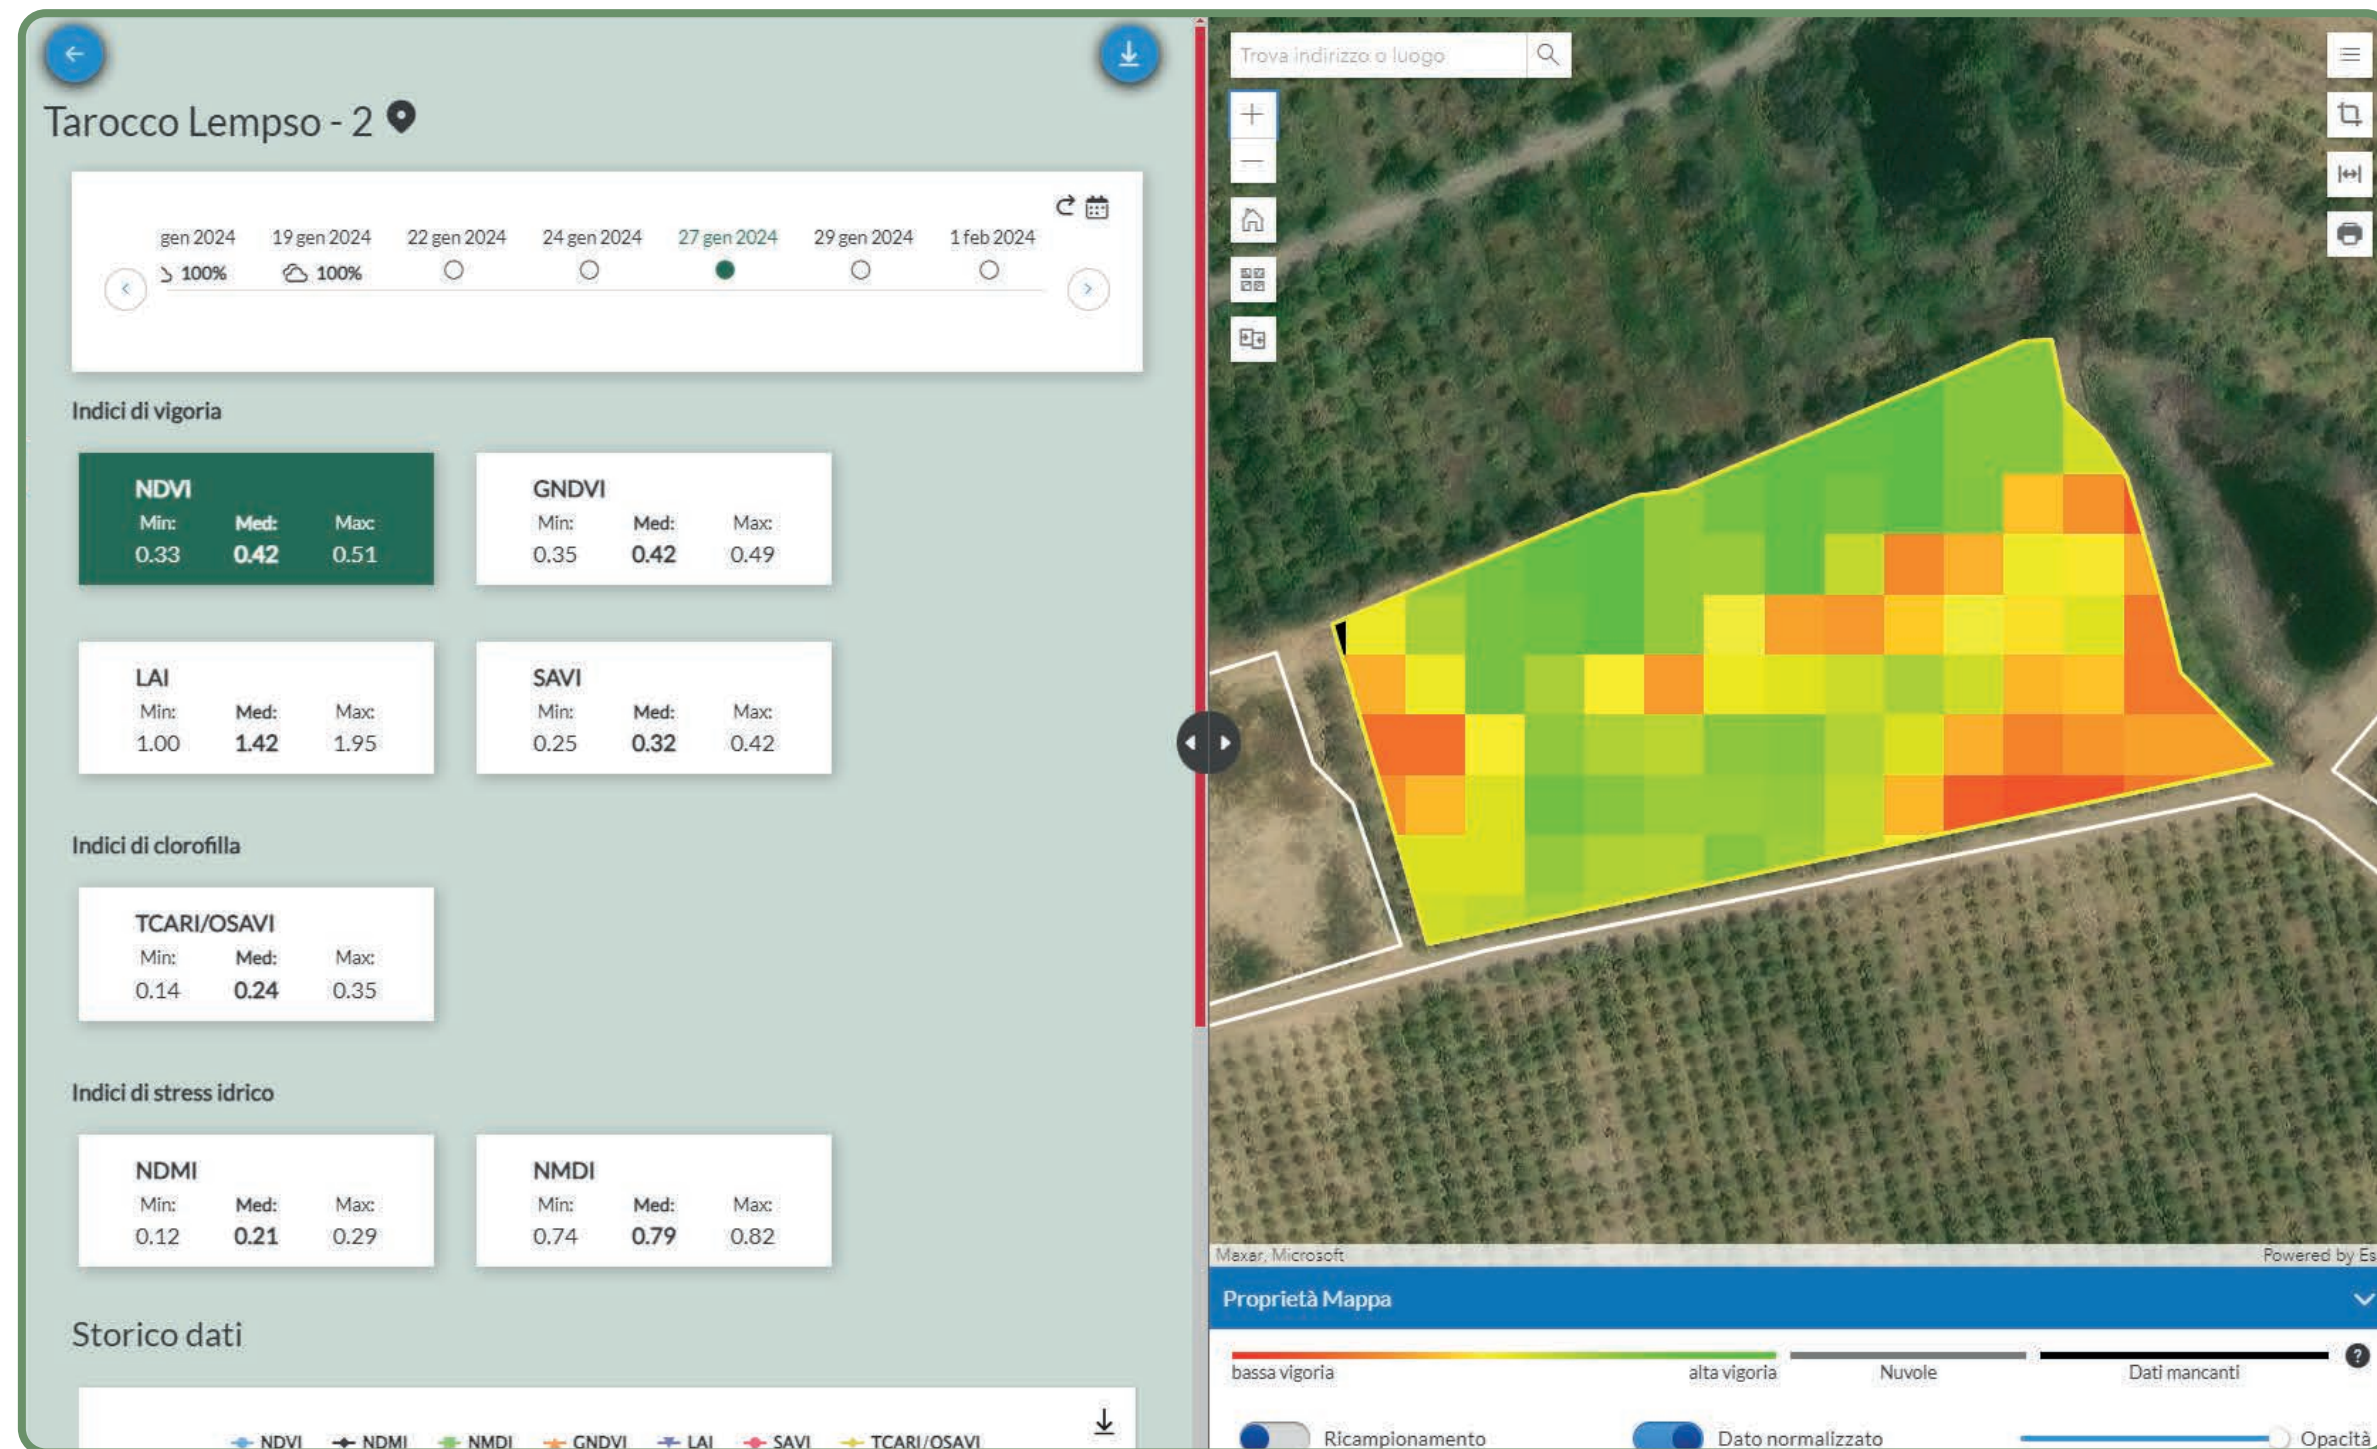 Tarocco Lempso - 2
gen 2024 19 gen 2024 22 gen 2024 24 gen 2024 27 gen 2024 29 gen 2024 1 feb 2024
100% 100%
Indici di vigoria
NDVI
Min: Med: Max:
0.33 0.42 0.51
GNDVI
Min: Med: Max:
0.35 0.42 0.49
LAI
Min: Med: Max:
1.00 1.42 1.95
SAVI
Min: Med: Max:
0.25 0.32 0.42
Indici di clorofilla
TCARI/OSAVI
Min: Med: Max:
0.14 0.24 0.35
Indici di stress idrico
NDMI
Min: Med: Max:
0.12 0.21 0.29
NMDI
Min: Med: Max:
0.74 0.79 0.82
Storico dati
NDVI NDMI NMDI GNDVI LAI SAVI TCARI/OSAVI
Trova indirizzo o luogo
Maxar, Microsoft
Powered by Es
Proprietà Mappa
bassa vigoria alta vigoria Nuvole Dati mancanti
Ricampionamento Dato normalizzato Opacità